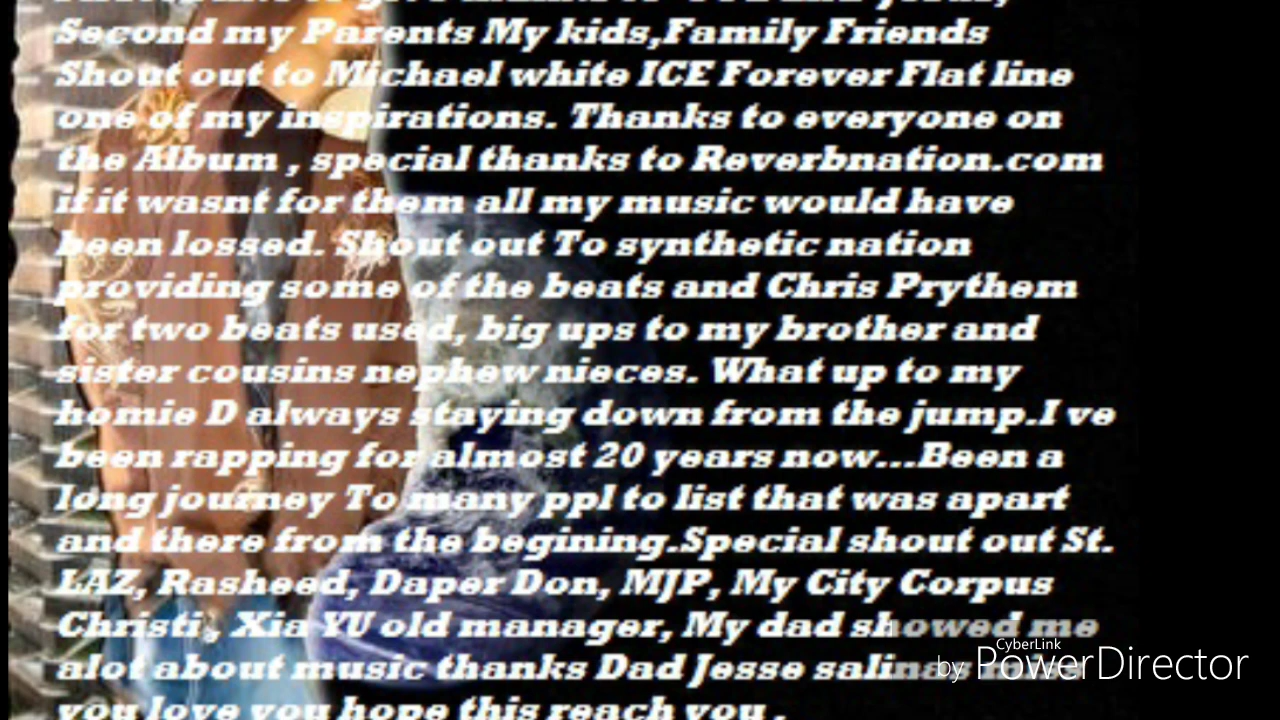 Second my Parents My kids,Family Friends
Shout out to Michael white ICE Forever Flat line
one of my inspirations. Thanks to everyone on
the Album , special thanks to Reverbnation.com
if it wasnt for them all my music would have
been lossed. Shout out To synthetic nation
providing some of the beats and Chris Prythem
for two beats used, big ups to my brother and
sister cousins nephew nieces. What up to my
homie D always staying down from the jump.I ve
been rapping for almost 20 years now...Been a
long journey To many ppl to list that was apart
and there from the begining.Special shout out St.
LAZ, Rasheed, Daper Don, MJP, My City Corpus
Christi, Xia YU old manager, My dad showed me
alot about music thanks Dad Jesse salinas
you love you hope this reach you .
CyberLink
by PowerDirector